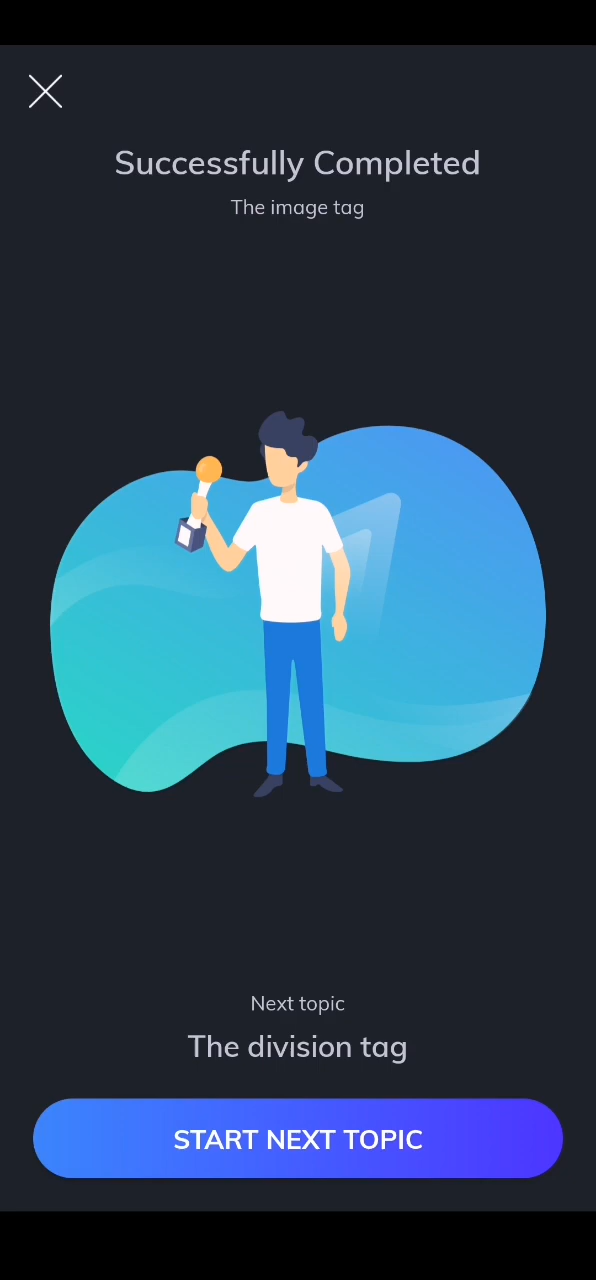 Successfully Completed
The image tag
Next topic
The division tag
START NEXT TOPIC